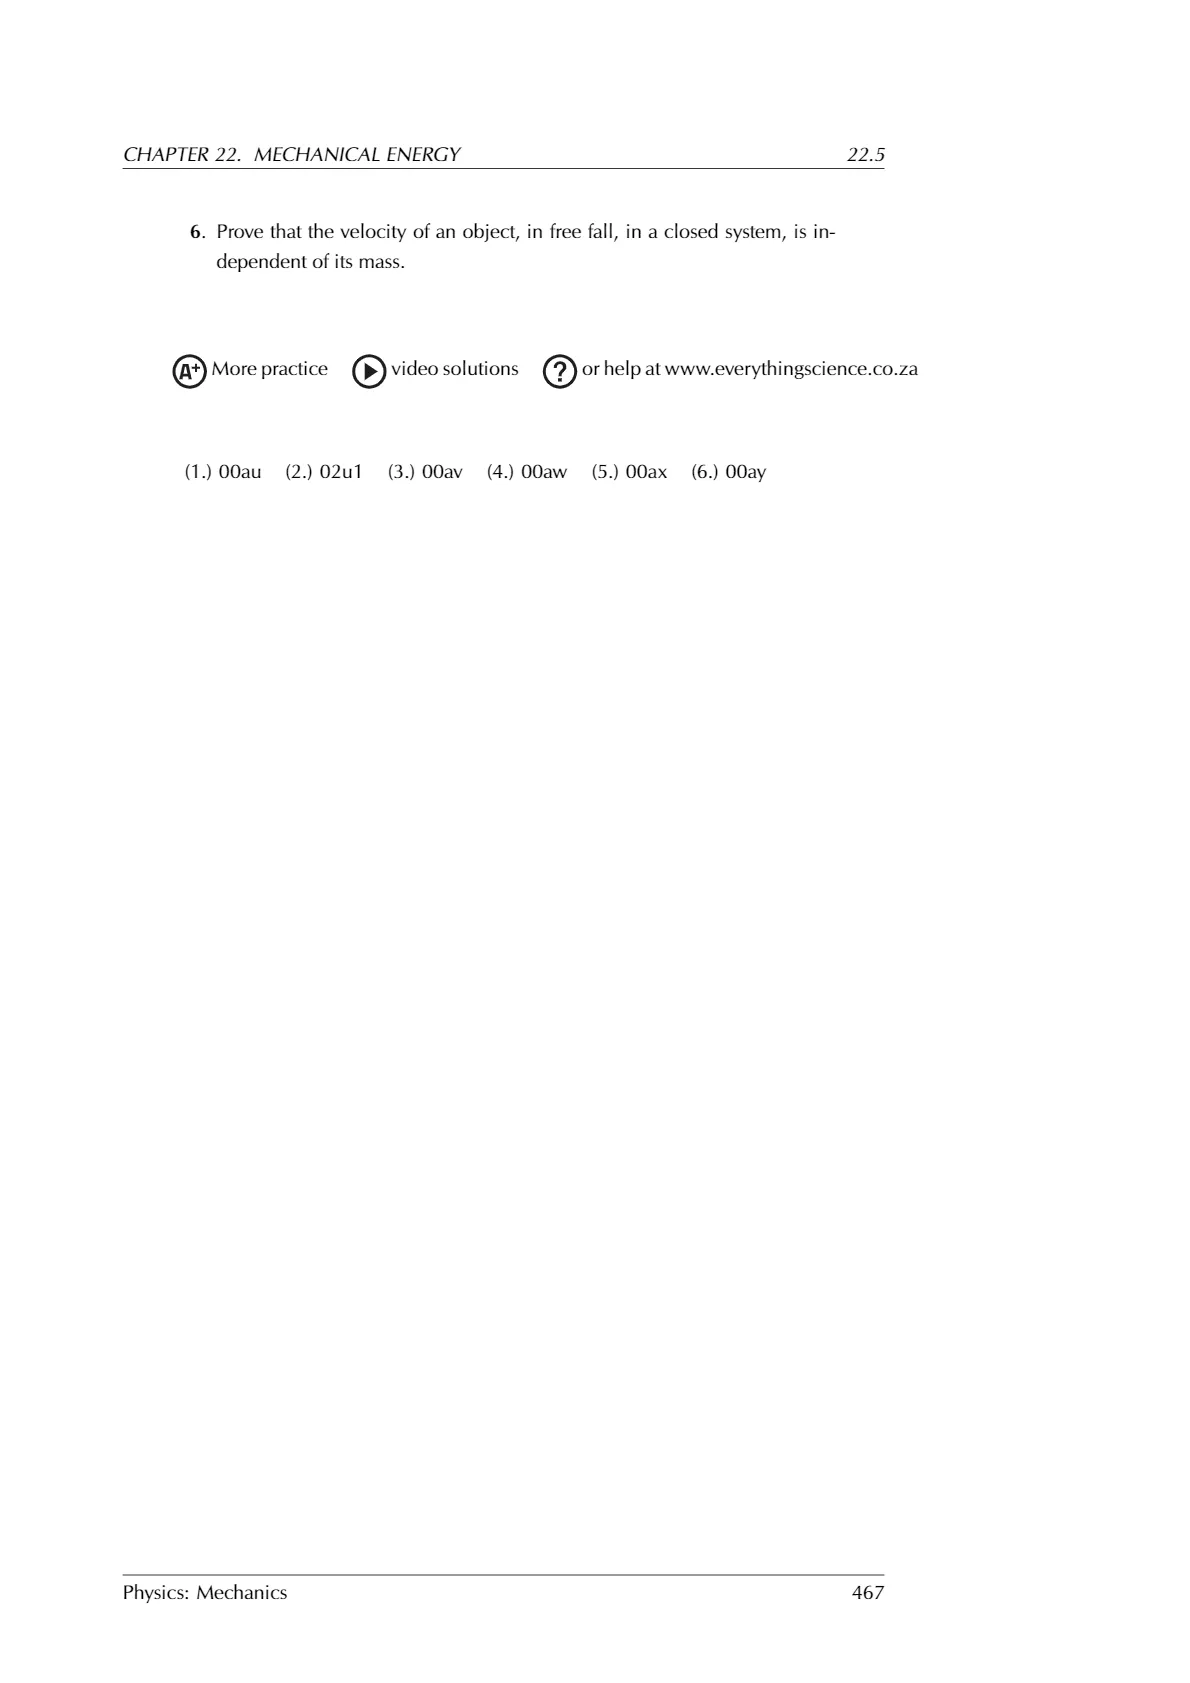 CHAPTER 22. MECHANICAL ENERGY 22.5
6. Prove that the velocity of an object, in free fall, in a closed system, is in-
dependent of its mass.
A+ More practice video solutions ? or help at www.everythingscience.co.za
(1.) 00au (2.) 02u1 (3.) 00av (4.) 00aw (5.) 00ax (6.) 00ay
Physics: Mechanics 467